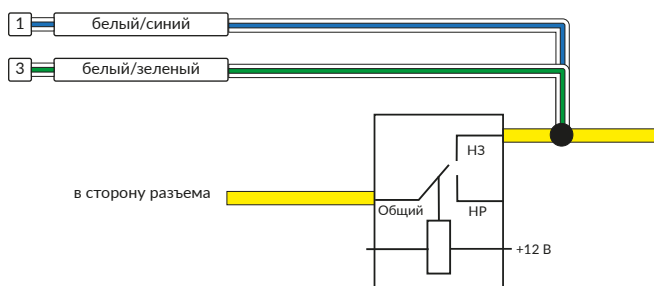 1 белый/синий
3 белый/зеленый
НЗ
в сторону разъема
Общий НР
+12 В